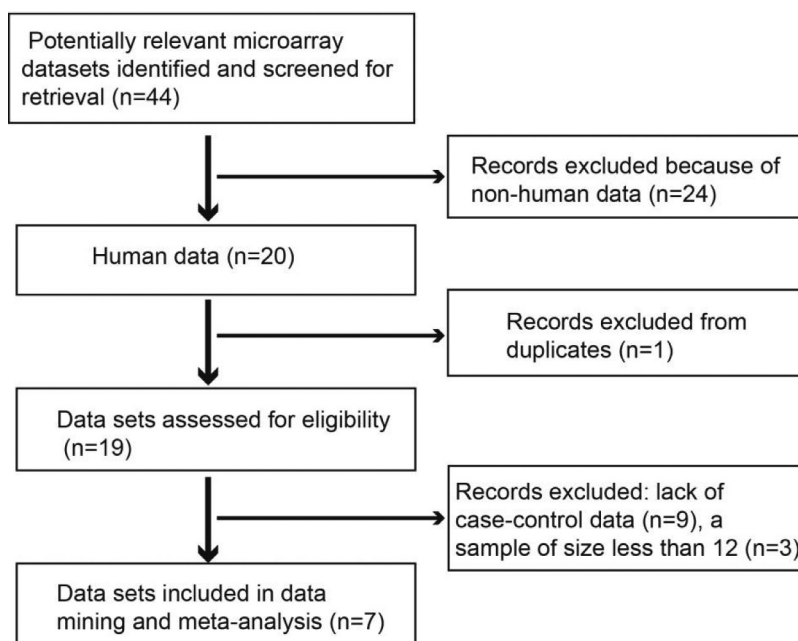 Potentially relevant microarray
datasets identified and screened for
retrieval (n=44)
Records excluded because of
non-human data (n=24)
Human data (n=20)
Records excluded from
duplicates (n=1)
Data sets assessed for eligibility
(n=19)
Records excluded: lack of
case-control data (n=9), a
sample of size less than 12 (n=3)
Data sets included in data
mining and meta-analysis (n=7)